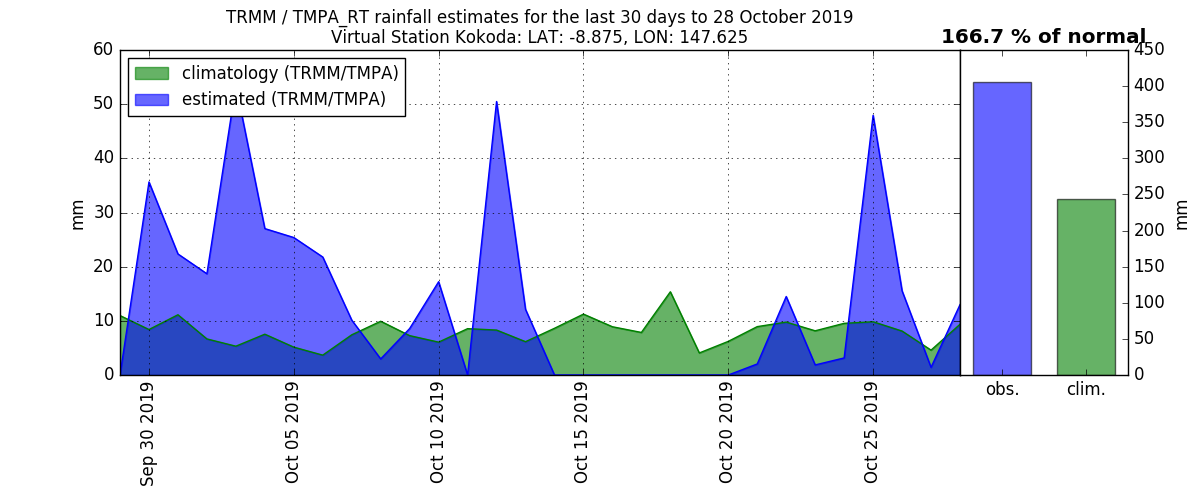 TRMM / TMPA_RT rainfall estimates for the last 30 days to 28 October 2019
Virtual Station Kokoda: LAT: -8.875, LON: 147.625
166.7 % of normal
climatology (TRMM/TMPA)
estimated (TRMM/TMPA)
60
50
40
30
20
10
0
mm
Sep 30 2019
Oct 05 2019
Oct 10 2019
Oct 15 2019
Oct 20 2019
Oct 25 2019
450
400
350
300
250
200
150
100
50
0
mm
obs.
clim.